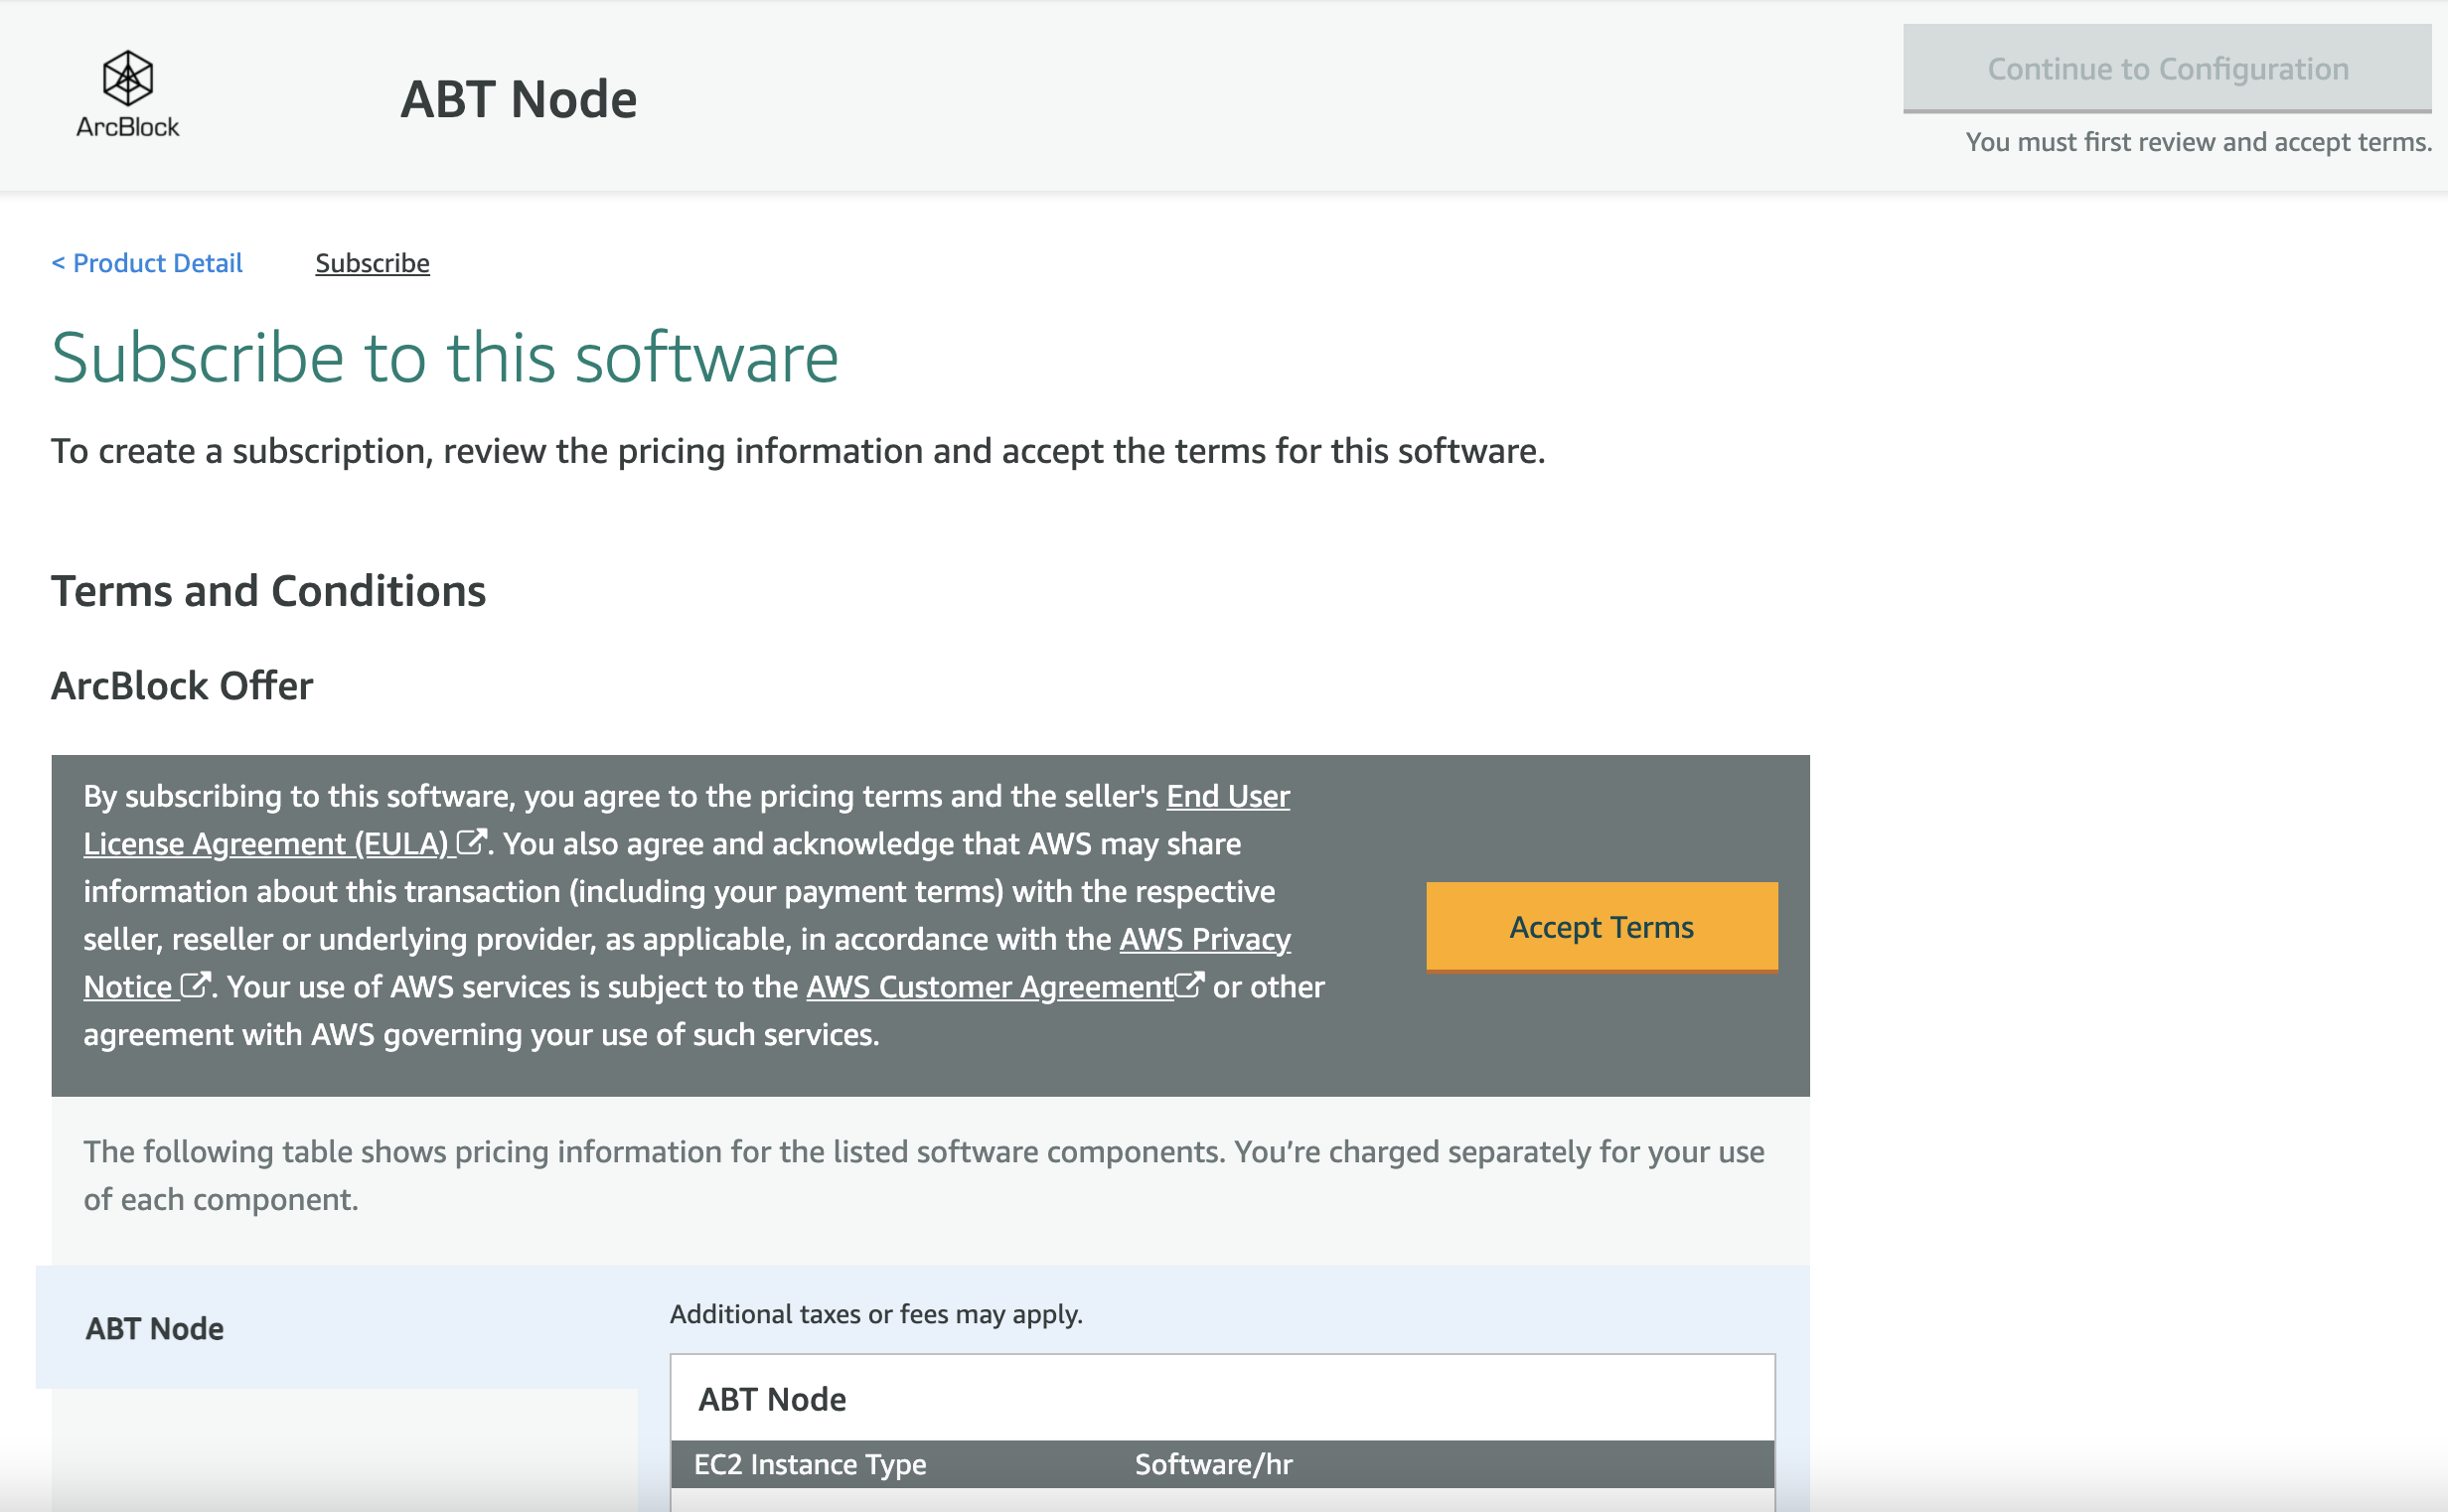 ArcBlock
ABT Node
Continue to Configuration
You must first review and accept terms.
< Product Detail
Subscribe
Subscribe to this software
To create a subscription, review the pricing information and accept the terms for this software.
Terms and Conditions
ArcBlock Offer
By subscribing to this software, you agree to the pricing terms and the seller's End User
License Agreement (EULA) . You also agree and acknowledge that AWS may share
information about this transaction (including your payment terms) with the respective
seller, reseller or underlying provider, as applicable, in accordance with the AWS Privacy
Notice . Your use of AWS services is subject to the AWS Customer Agreement or other
agreement with AWS governing your use of such services.
Accept Terms
The following table shows pricing information for the listed software components. You’re charged separately for your use
of each component.
ABT Node
Additional taxes or fees may apply.
ABT Node
EC2 Instance Type Software/hr